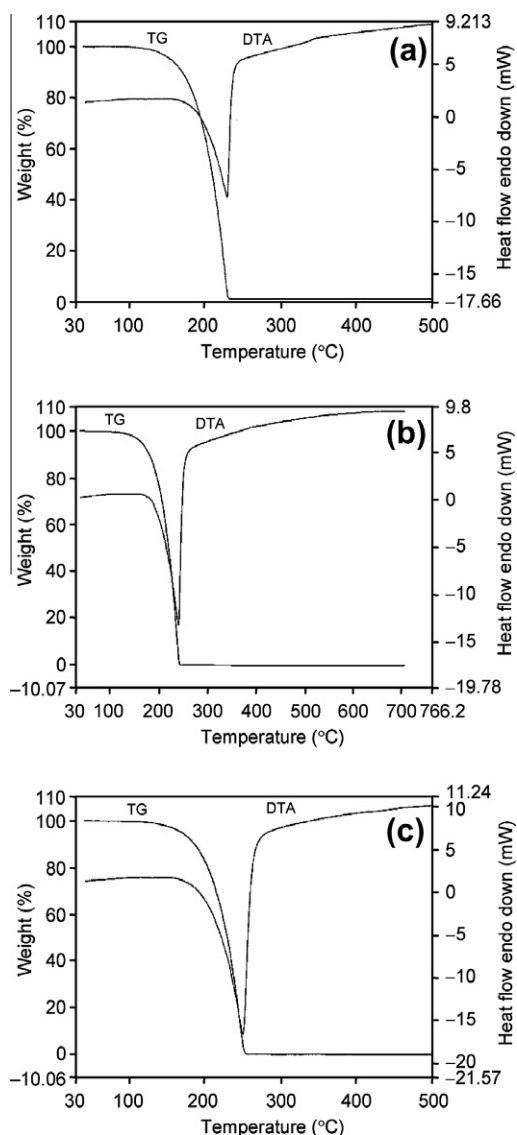 110
100
80
60
40
20
0
Weight (%)
TG
DTA
(a)
9.213
5
0
−5
−10
−15
−17.66
Heat flow endo down (mW)
30 100 200 300 400 500
Temperature (°C)
110
100
80
60
40
20
0
−10.07
Weight (%)
TG
DTA
(b)
9.8
5
0
−5
−10
−15
−19.78
Heat flow endo down (mW)
30 100 200 300 400 500 600 700 766.2
Temperature (°C)
110
100
80
60
40
20
0
−10.06
Weight (%)
TG
DTA
(c)
11.24
10
5
0
−5
−10
−15
−20
−21.57
Heat flow endo down (mW)
30 100 200 300 400 500
Temperature (°C)